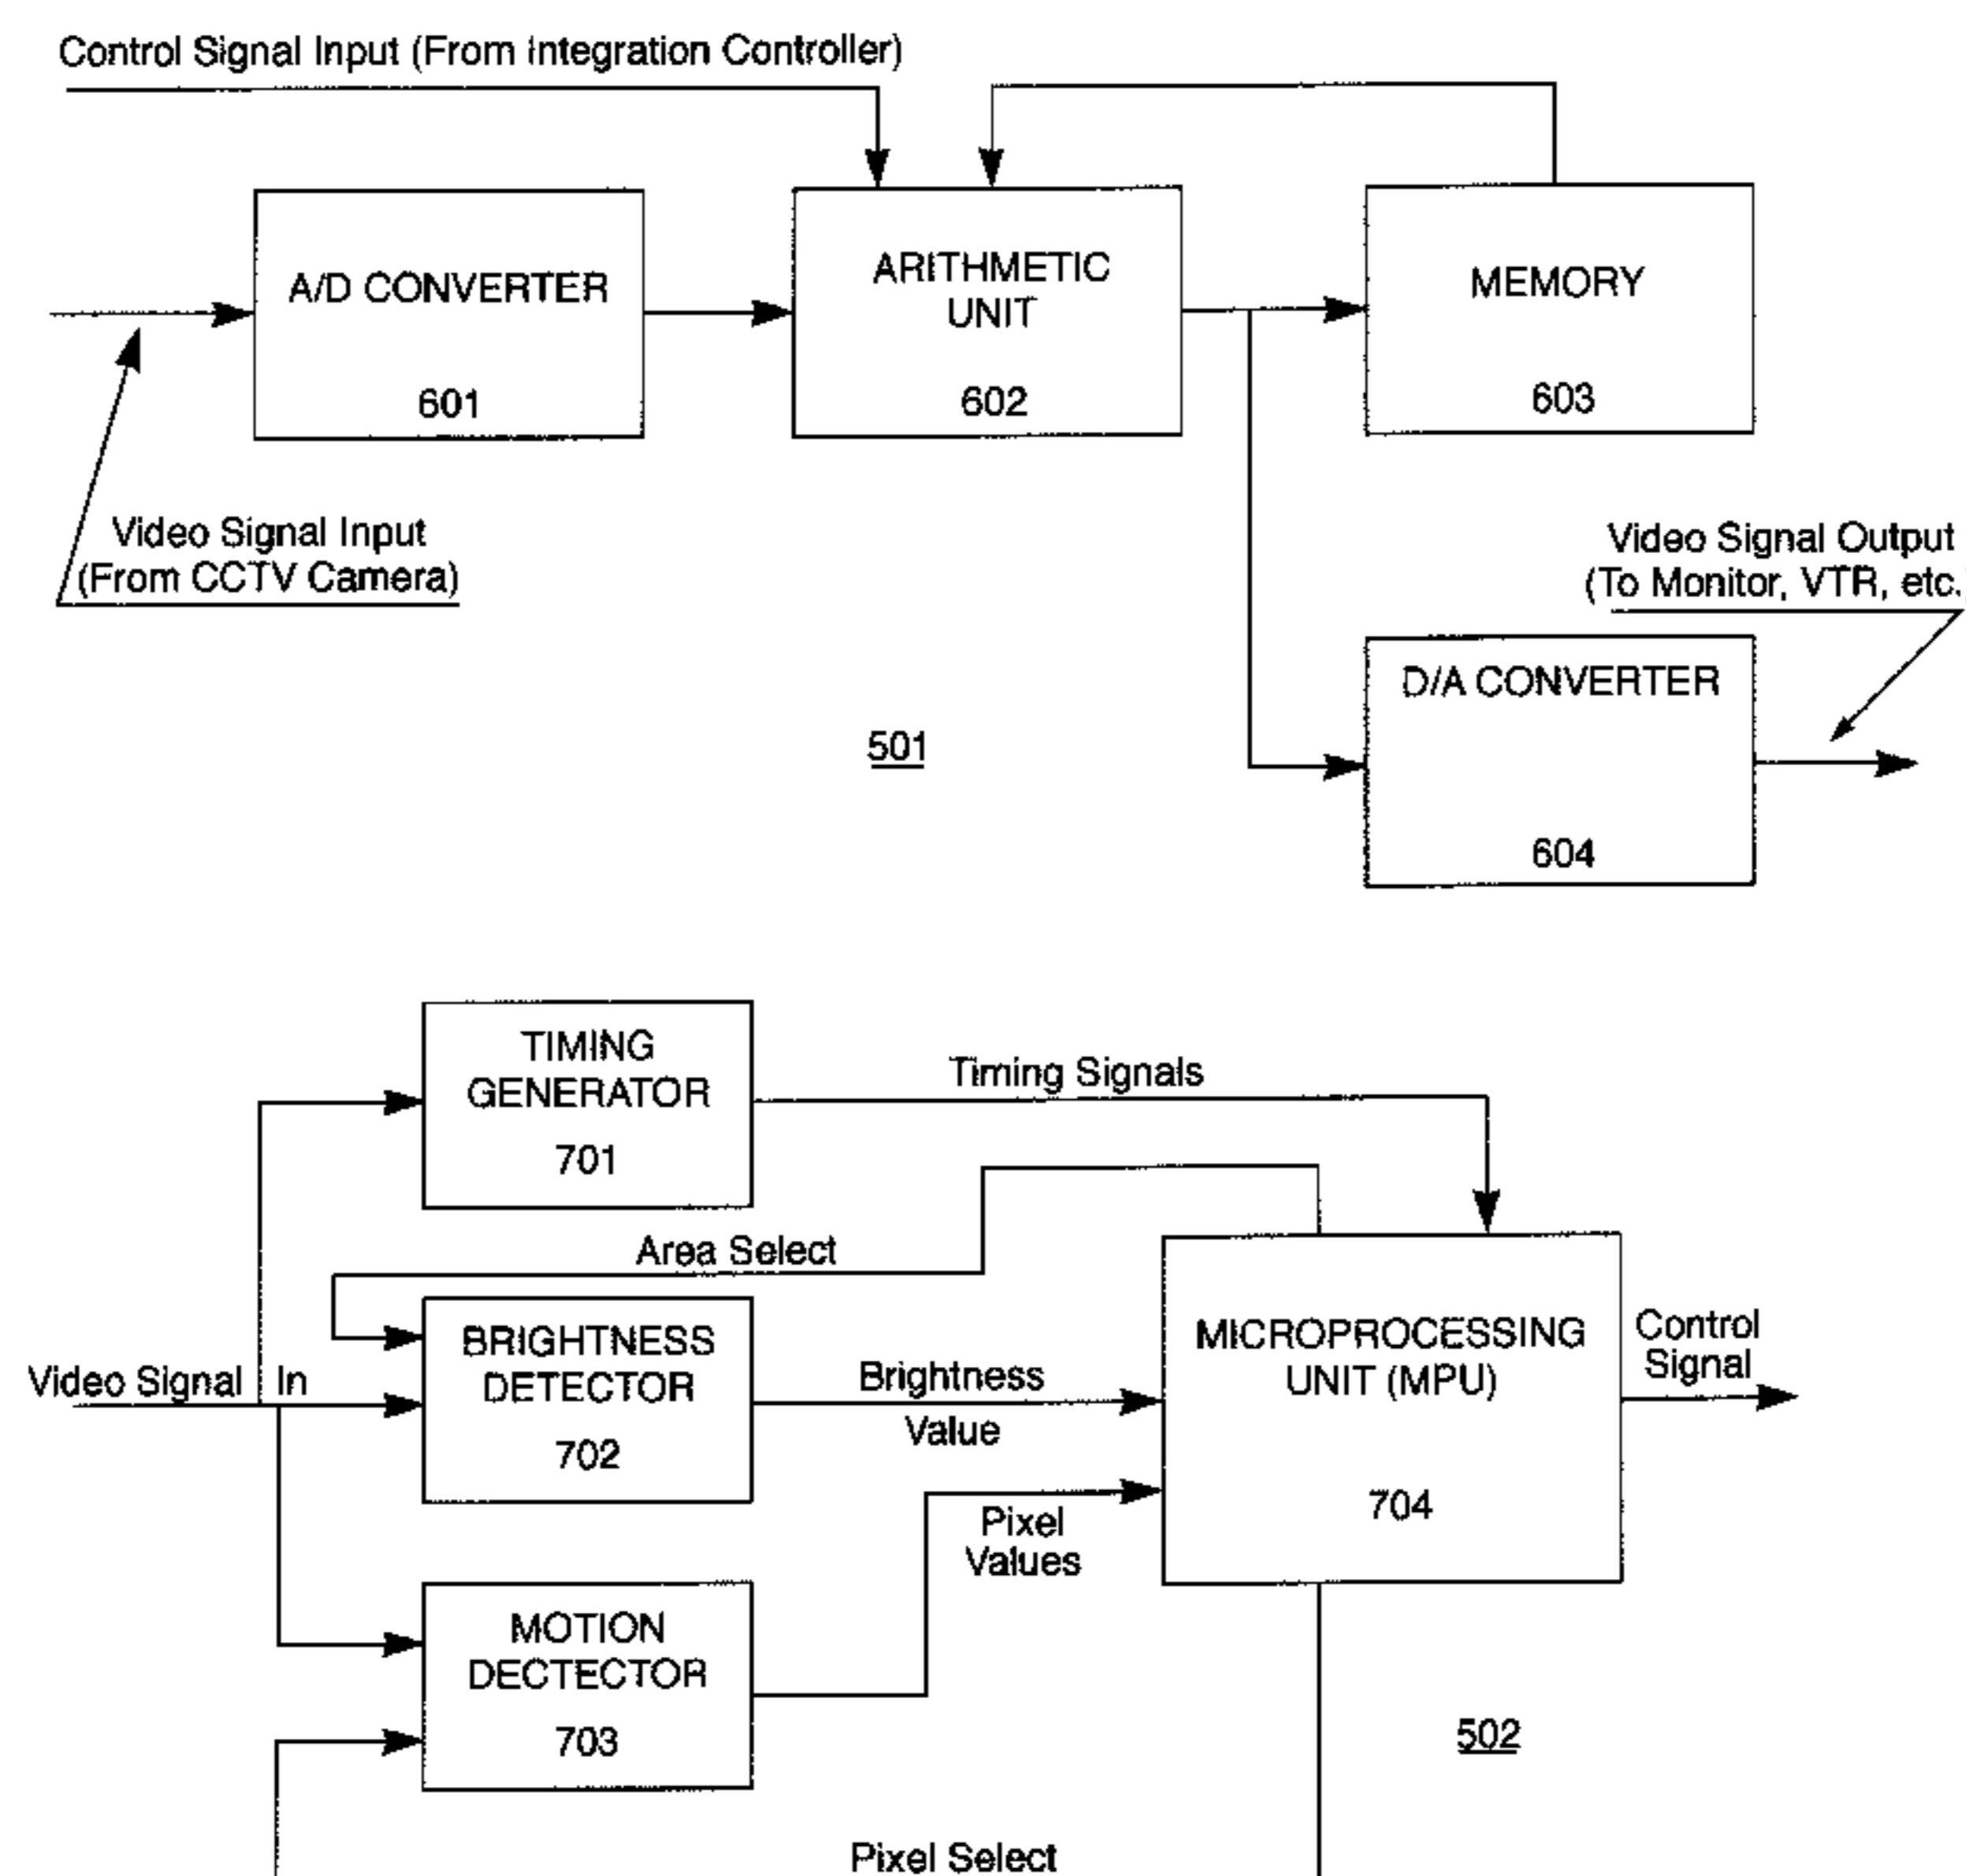 Control Signal Input (From Integration Controller)
A/D CONVERTER
601
ARITHMETIC
UNIT
602
MEMORY
603
Video Signal Input
(From CCTV Camera)
Video Signal Output
(To Monitor, VTR, etc.
D/A CONVERTER
604
501
TIMING
GENERATOR
701
Timing Signals
Area Select
BRIGHTNESS
DETECTOR
702
Video Signal In
Brightness
Value
MICROPROCESSING
UNIT (MPU)
704
Control
Signal
Pixel
Values
MOTION
DECTECTOR
703
502
Pixel Select